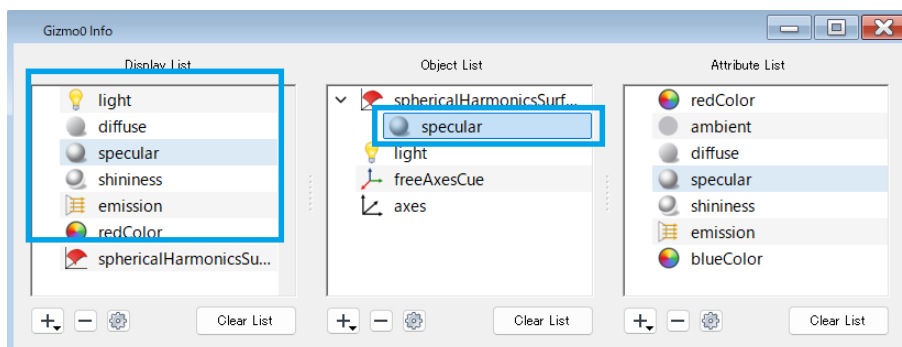 Gizmo0 Info
Display List
light
diffuse
specular
shininess
emission
redColor
sphericalHarmonicsSu...
Clear List
Object List
sphericalHarmonicsSurf...
specular
light
freeAxesCue
axes
Clear List
Attribute List
redColor
ambient
diffuse
specular
shininess
emission
blueColor
Clear List